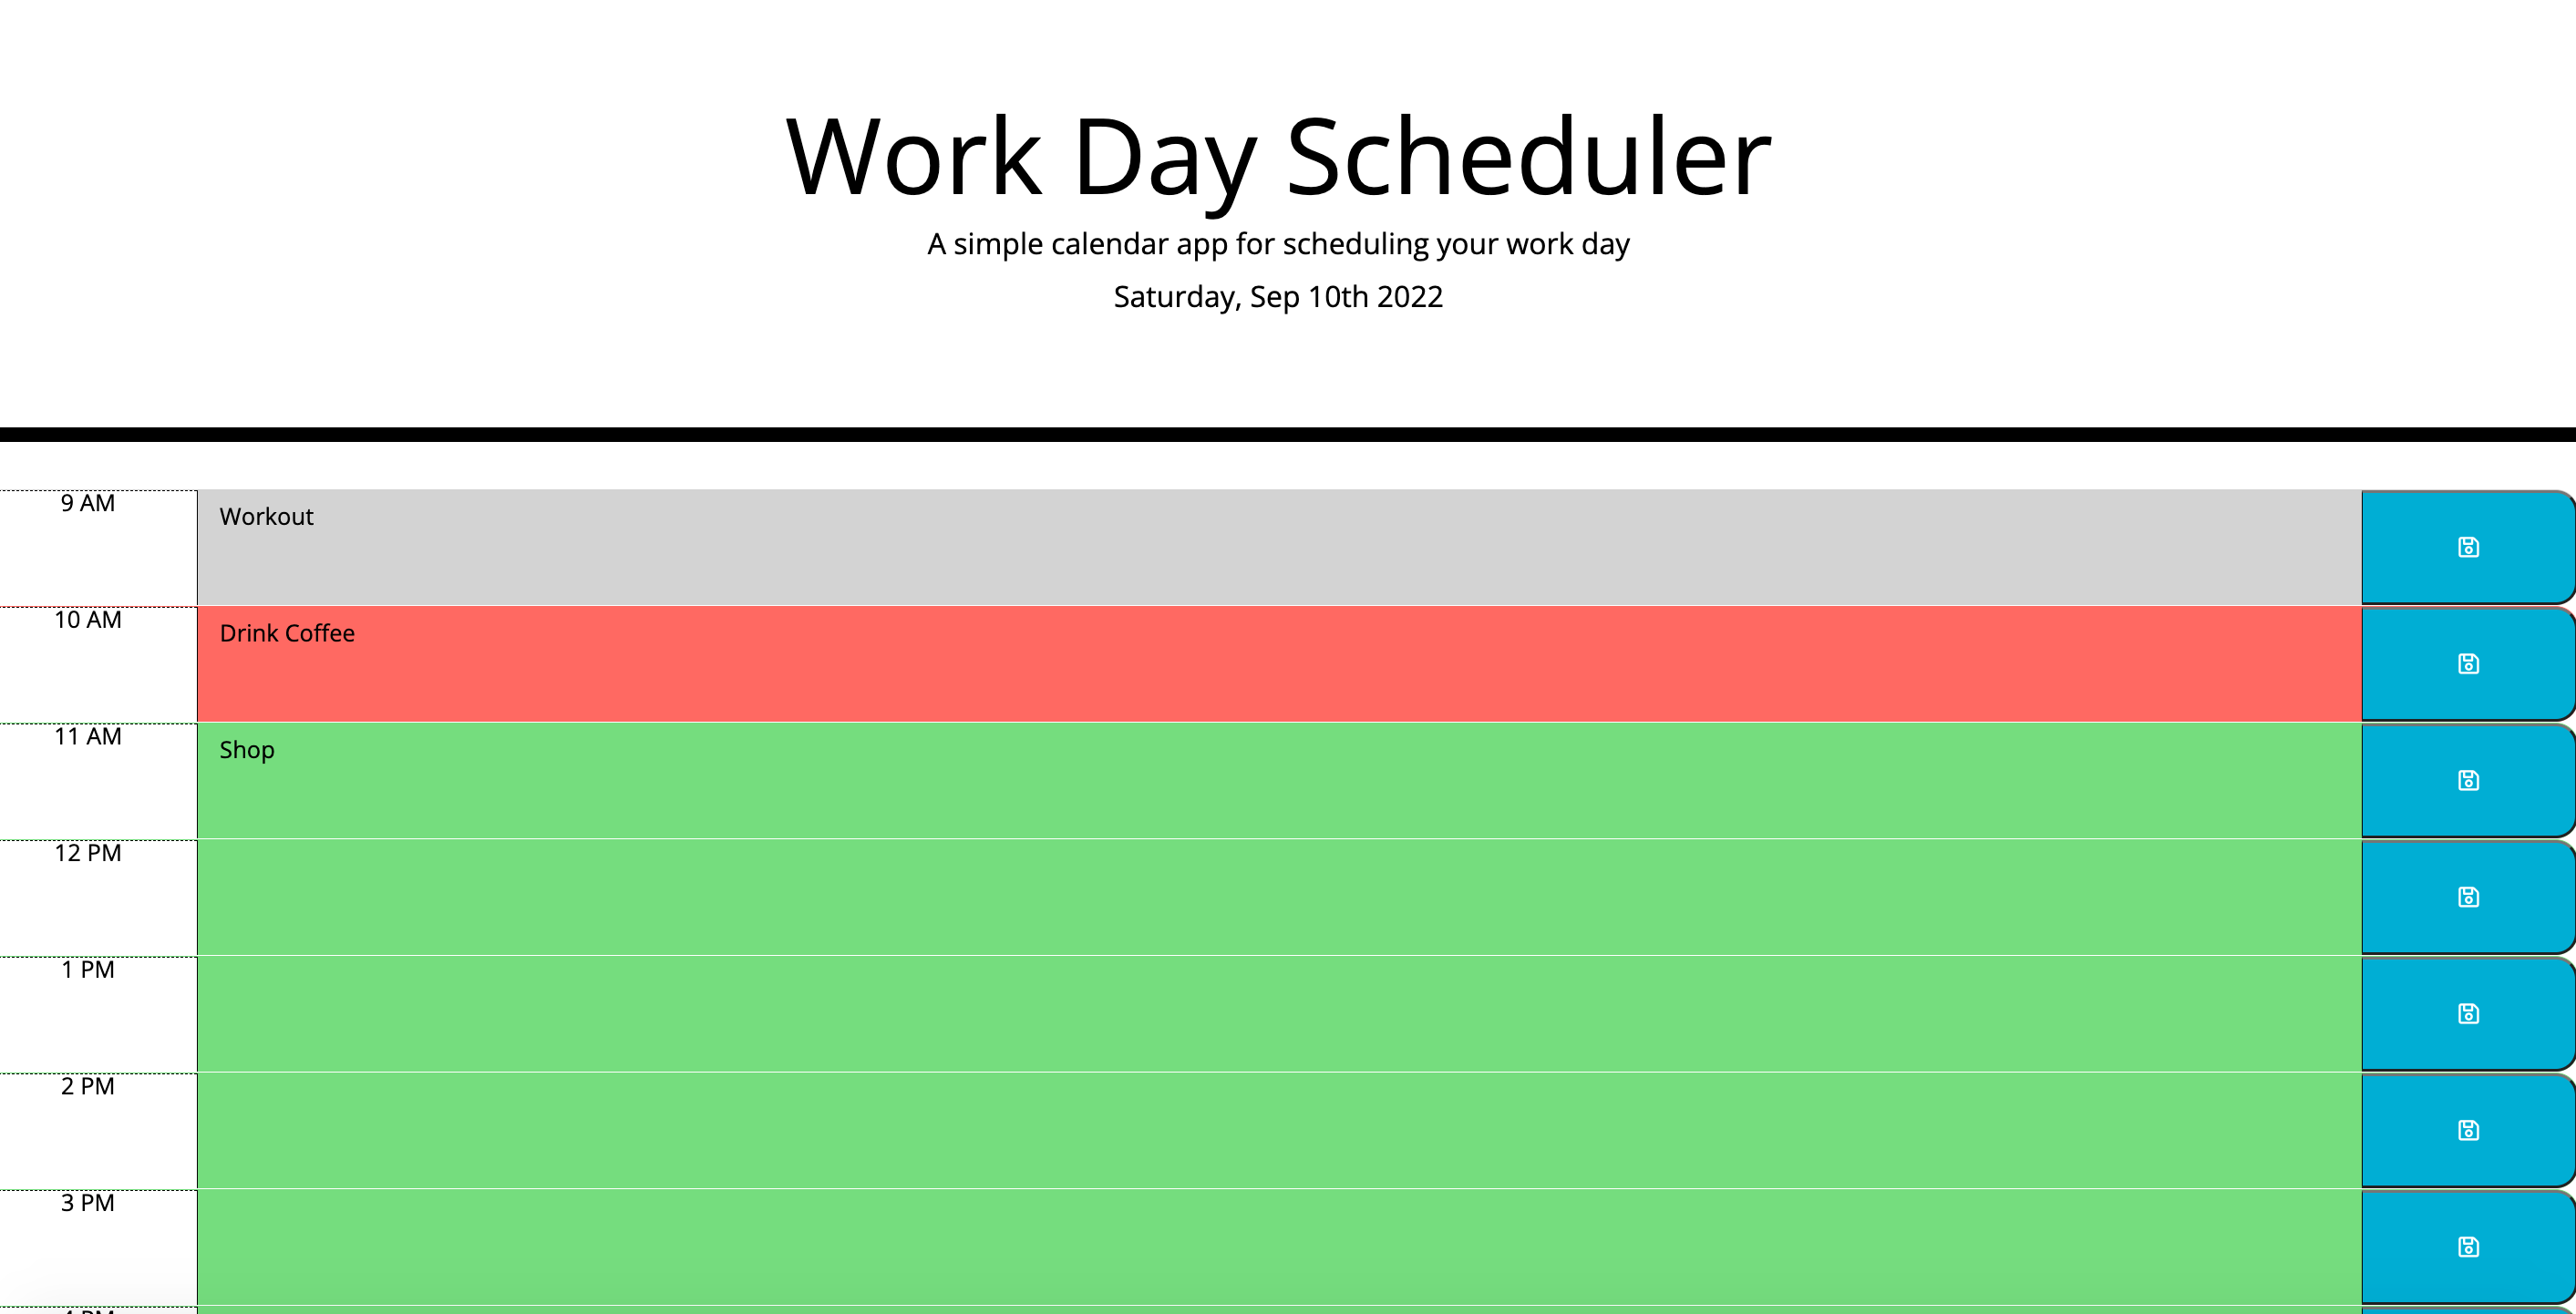 Work Day Scheduler
A simple calendar app for scheduling your work day
Saturday, Sep 10th 2022
9 AM
Workout
10 AM
Drink Coffee
11 AM
Shop
12 PM
1 PM
2 PM
3 PM